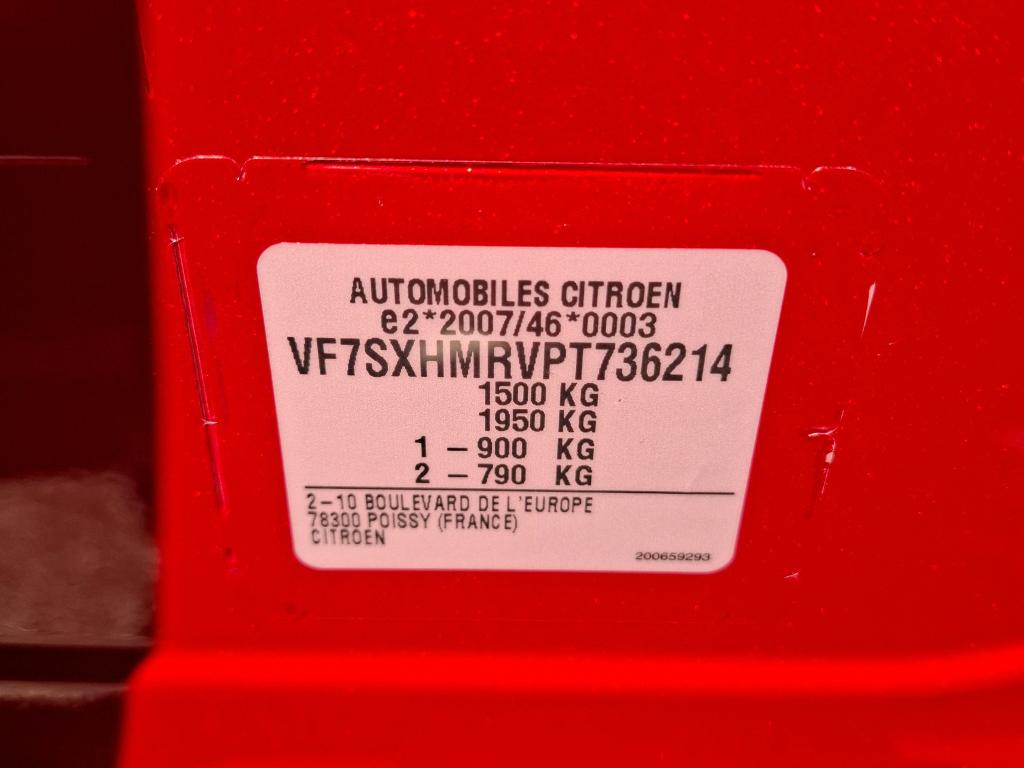 AUTOMOBILES CITROEN
e2*2007/46*0003
VF7SXHMRVPT736214
1500 KG
1950 KG
1 – 900 KG
2 – 790 KG
2–10 BOULEVARD DE L'EUROPE
78300 POISSY (FRANCE)
CITROEN
200659293